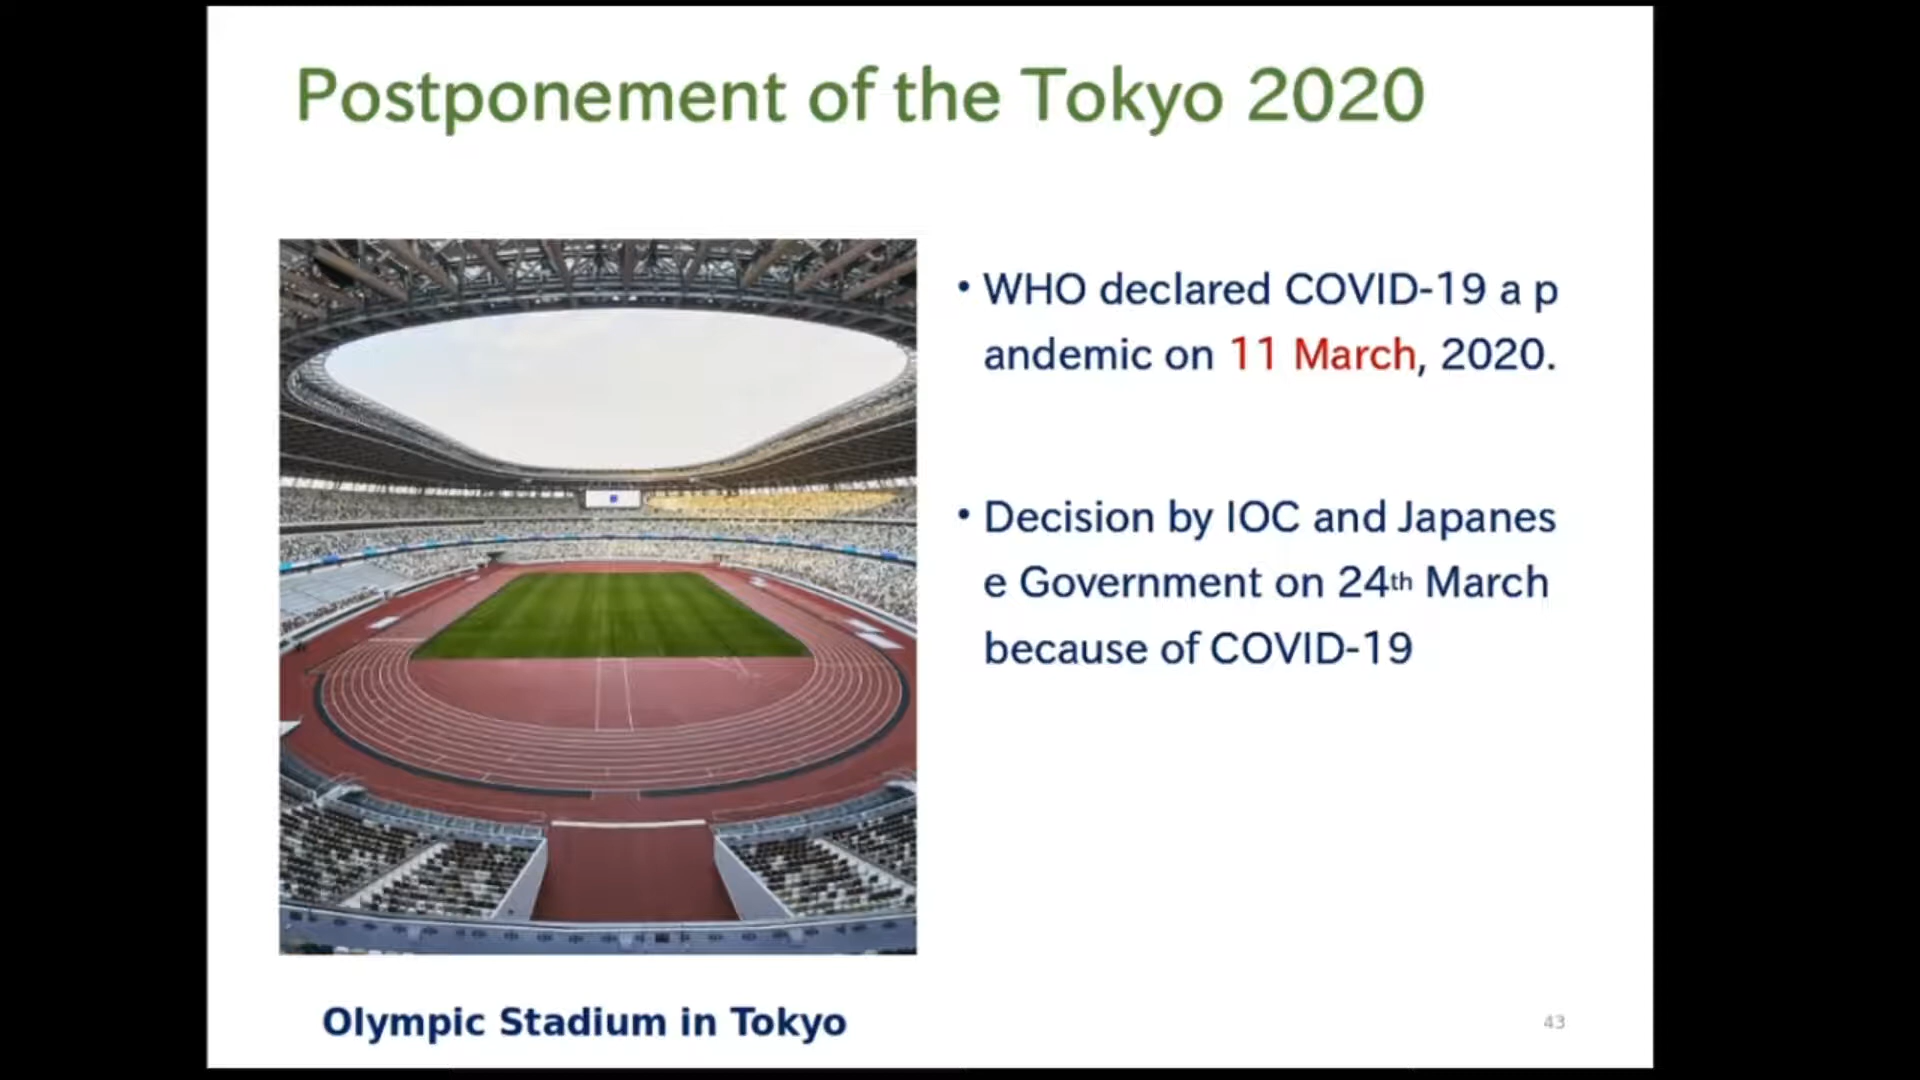 Postponement of the Tokyo 2020
• WHO declared COVID-19 a p
andemic on 11 March, 2020.
• Decision by IOC and Japanes
e Government on 24th March
because of COVID-19
Olympic Stadium in Tokyo
43